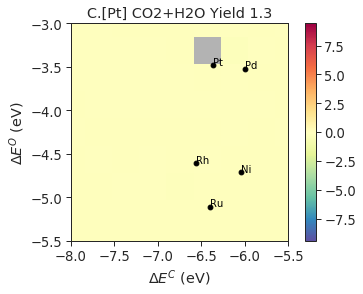 C.[Pt] CO2+H2O Yield 1.3
−3.0
−3.5
−4.0
−4.5
−5.0
−5.5
ΔE^O (eV)
Pt
Pd
Rh
Ni
Ru
−8.0 −7.5 −7.0 −6.5 −6.0 −5.5
ΔE^C (eV)
7.5
5.0
2.5
0.0
−2.5
−5.0
−7.5